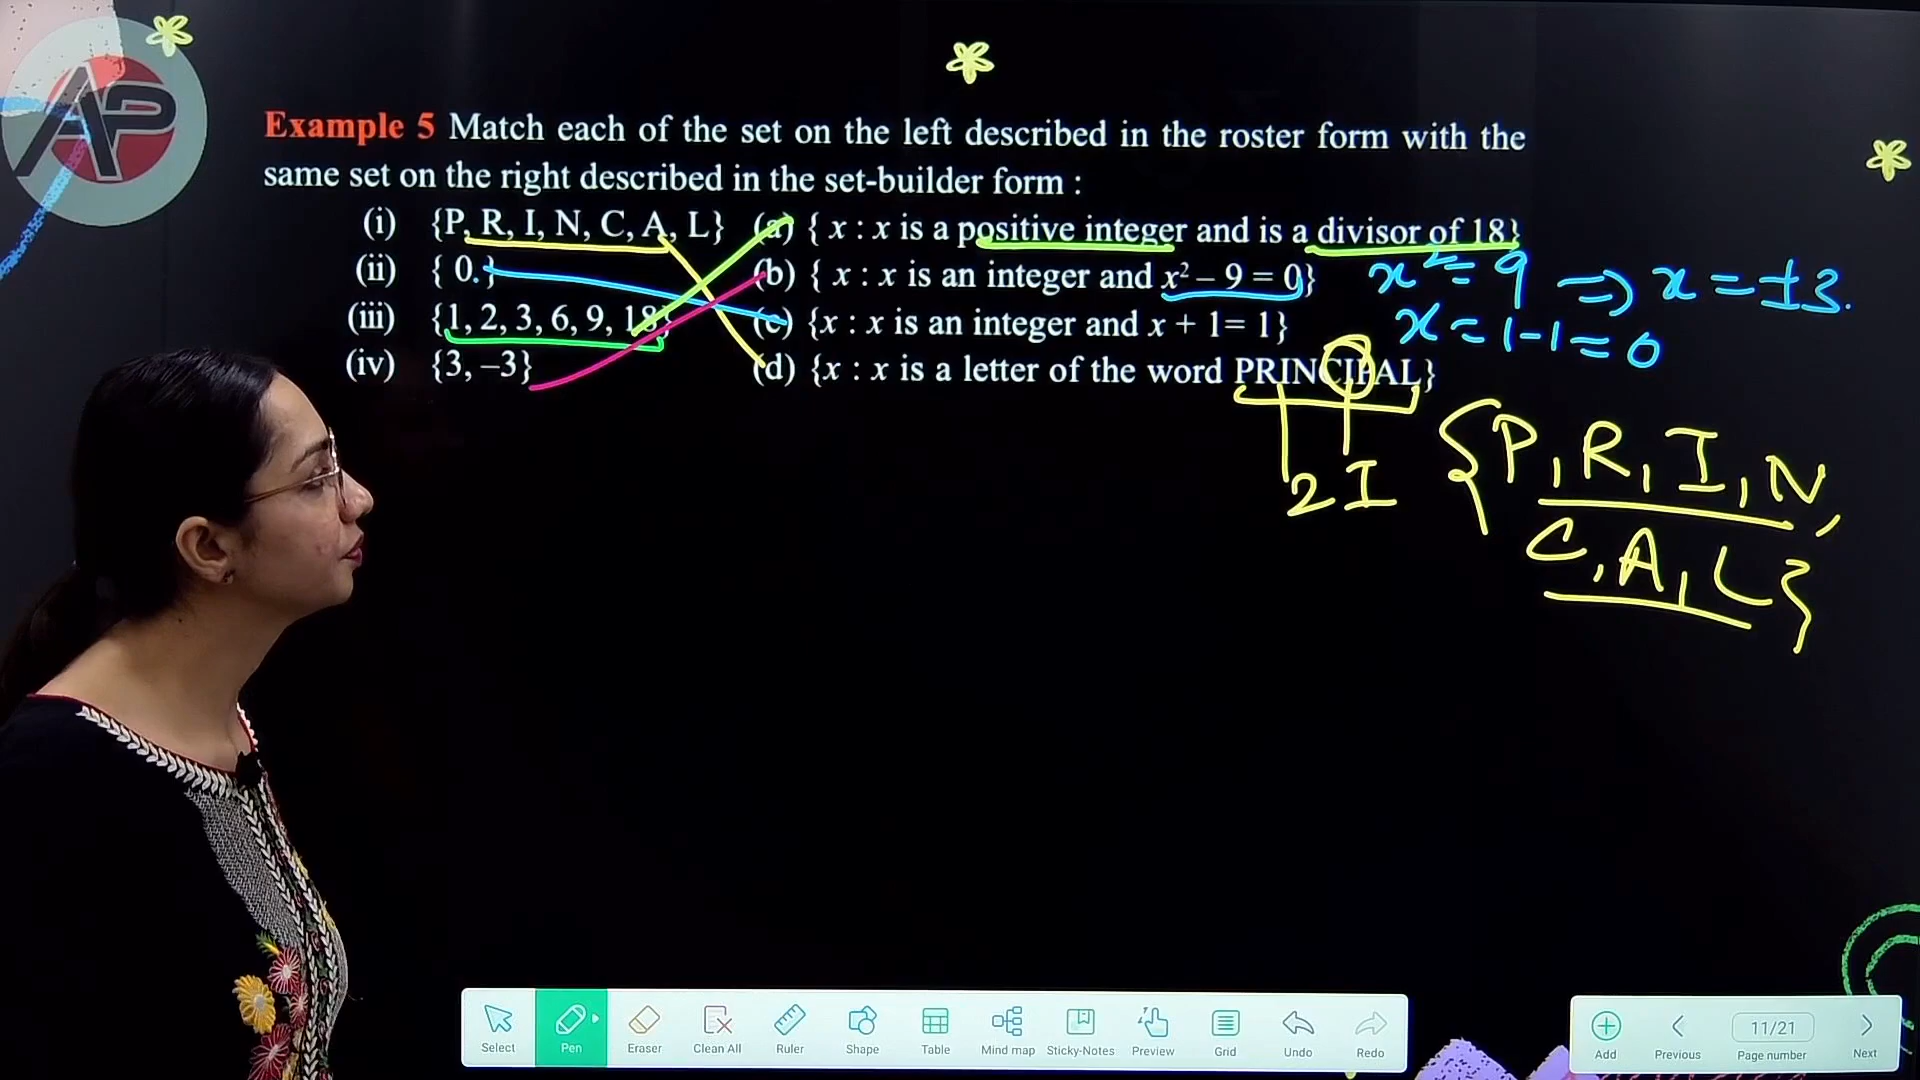 AP
Example 5 Match each of the set on the left described in the roster form with the
same set on the right described in the set-builder form :
(i) {P, R, I, N, C, A, L} (a) { x : x is a positive integer and is a divisor of 18}
(ii) { 0.} (b) { x : x is an integer and x² – 9 = 0}
(iii) {1, 2, 3, 6, 9, 18} (c) {x : x is an integer and x + 1= 1}
(iv) {3, –3} (d) {x : x is a letter of the word PRINCIPAL}
x² = 9 => x = ±3.
x = 1-1 = 0
2 I
{P, R, I, N,
C, A, L}
Select Pen Eraser Clean All Ruler Shape Table Mind map Sticky-Notes Preview Grid Undo Redo
Add Previous 11/21 Page number Next